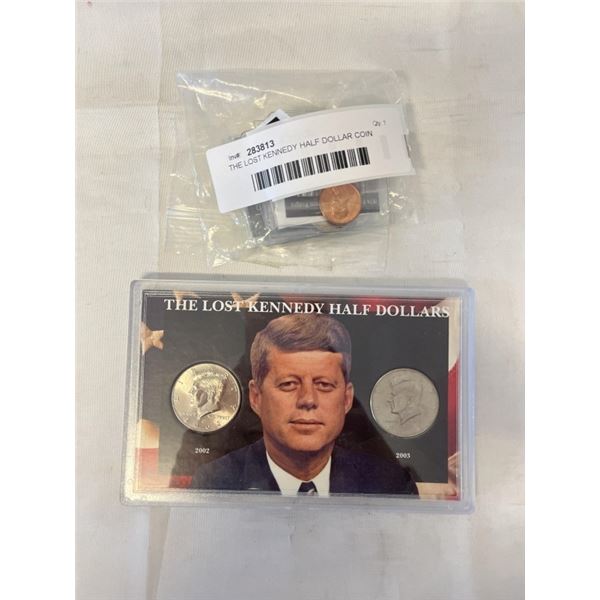 Inv#: 283813
Qty: 1
THE LOST KENNEDY HALF DOLLAR COIN
THE LOST KENNEDY HALF DOLLARS
2002
2003